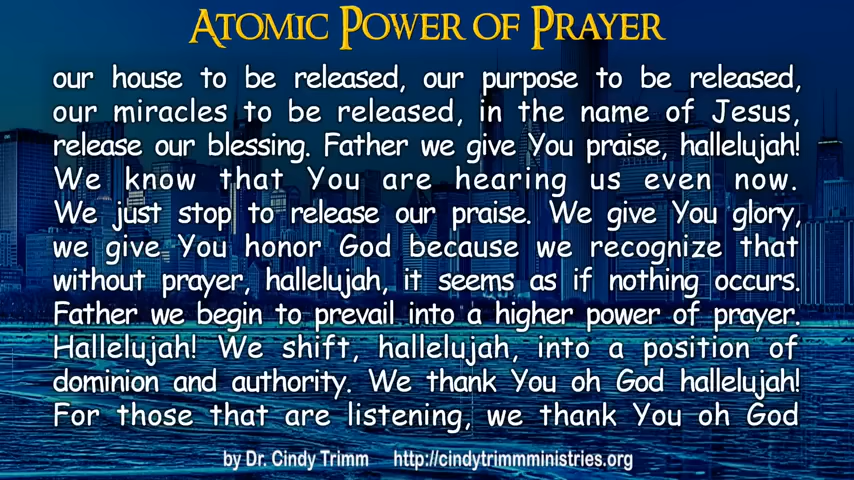 Atomic Power of Prayer
our house to be released, our purpose to be released,
our miracles to be released, in the name of Jesus,
release our blessing. Father we give You praise, hallelujah!
We know that You are hearing us even now.
We just stop to release our praise. We give You glory,
we give You honor God because we recognize that
without prayer, hallelujah, it seems as if nothing occurs.
Father we begin to prevail into a higher power of prayer.
Hallelujah! We shift, hallelujah, into a position of
dominion and authority. We thank You oh God hallelujah!
For those that are listening, we thank You oh God
by Dr. Cindy Trimm http://cindytrimmministries.org